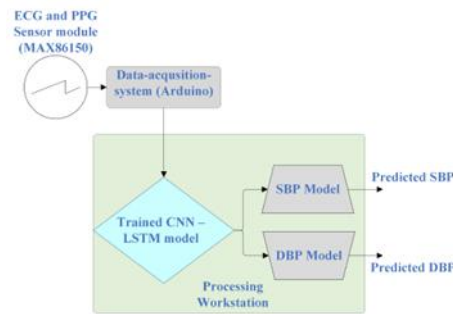 ECG and PPG
Sensor module
(MAX86150)
Data-acqusition-
system (Arduino)
Trained CNN –
LSTM model
SBP Model
DBP Model
Predicted SBP
Predicted DBP
Processing
Workstation